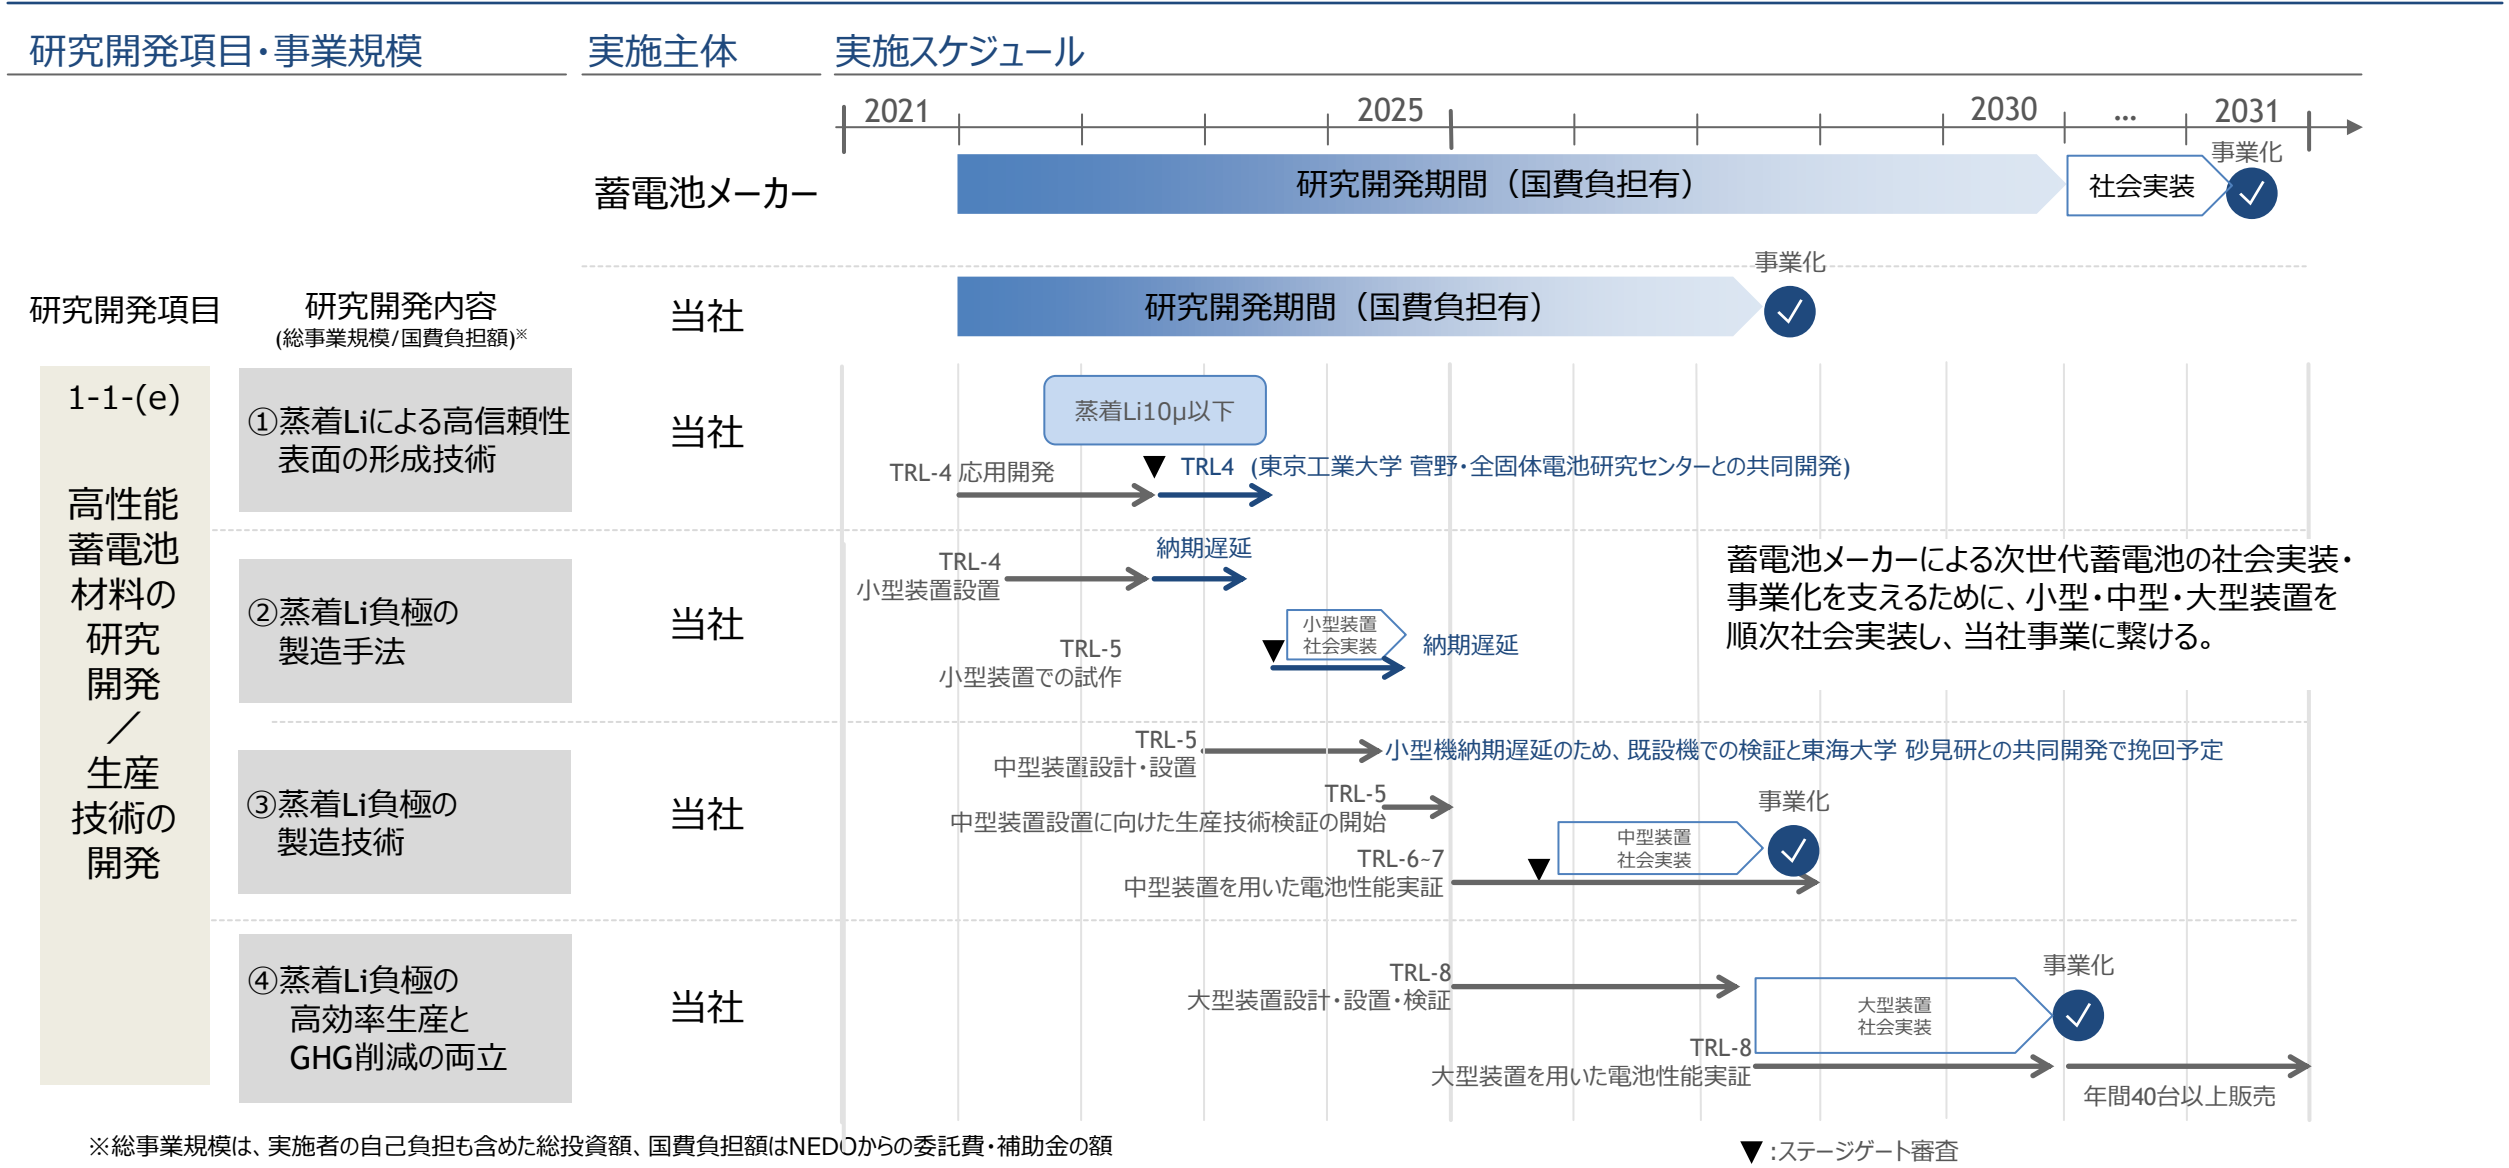 研究開発項目・事業規模
実施主体
実施スケジュール
2021
2025
2030
...
2031
蓄電池メーカー
研究開発期間（国費負担有）
社会実装
事業化
研究開発項目
研究開発内容
(総事業規模/国費負担額)※
当社
研究開発期間（国費負担有）
事業化
1-1-(e)
高性能
蓄電池
材料の
研究
開発
／
生産
技術の
開発
①蒸着Liによる高信頼性
表面の形成技術
当社
蒸着Li10μ以下
TRL-4 応用開発
TRL4 (東京工業大学 菅野・全固体電池研究センターとの共同開発)
②蒸着Li負極の
製造手法
当社
TRL-4
小型装置設置
納期遅延
TRL-5
小型装置での試作
小型装置
社会実装
納期遅延
蓄電池メーカーによる次世代蓄電池の社会実装・
事業化を支えるために、小型・中型・大型装置を
順次社会実装し、当社事業に繋げる。
③蒸着Li負極の
製造技術
当社
TRL-5
中型装置設計・設置
小型機納期遅延のため、既設機での検証と東海大学 砂見研との共同開発で挽回予定
TRL-5
中型装置設置に向けた生産技術検証の開始
TRL-6~7
中型装置を用いた電池性能実証
中型装置
社会実装
事業化
④蒸着Li負極の
高効率生産と
GHG削減の両立
当社
TRL-8
大型装置設計・設置・検証
TRL-8
大型装置を用いた電池性能実証
大型装置
社会実装
事業化
年間40台以上販売
※総事業規模は、実施者の自己負担も含めた総投資額、国費負担額はNEDOからの委託費・補助金の額
▼:ステージゲート審査